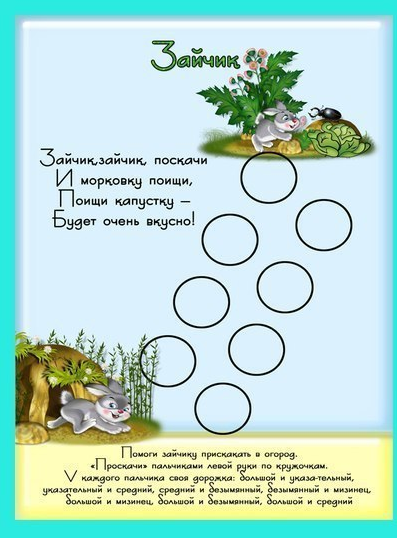 Зайчик
Зайчик,зайчик, поскачи
И морковку поищи,
Поищи капустку –
Будет очень вкусно!
Помоги зайчику прискакать в огород.
«Проскачи» пальчиками левой руки по кружочкам.
У каждого пальчика своя дорожка: большой и указа-тельный,
указательный и средний, средний и безымянный, безымянный и мизинец,
большой и мизинец, большой и безымянный, большой и средний